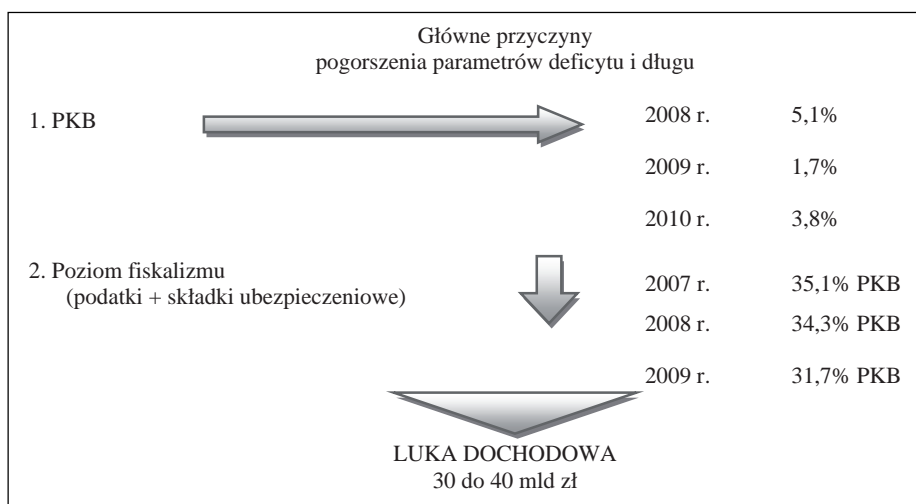 Główne przyczyny
pogorszenia parametrów deficytu i długu
1. PKB
2008 r. 5,1%
2009 r. 1,7%
2010 r. 3,8%
2. Poziom fiskalizmu
(podatki + składki ubezpieczeniowe)
2007 r. 35,1% PKB
2008 r. 34,3% PKB
2009 r. 31,7% PKB
LUKA DOCHODOWA
30 do 40 mld zł